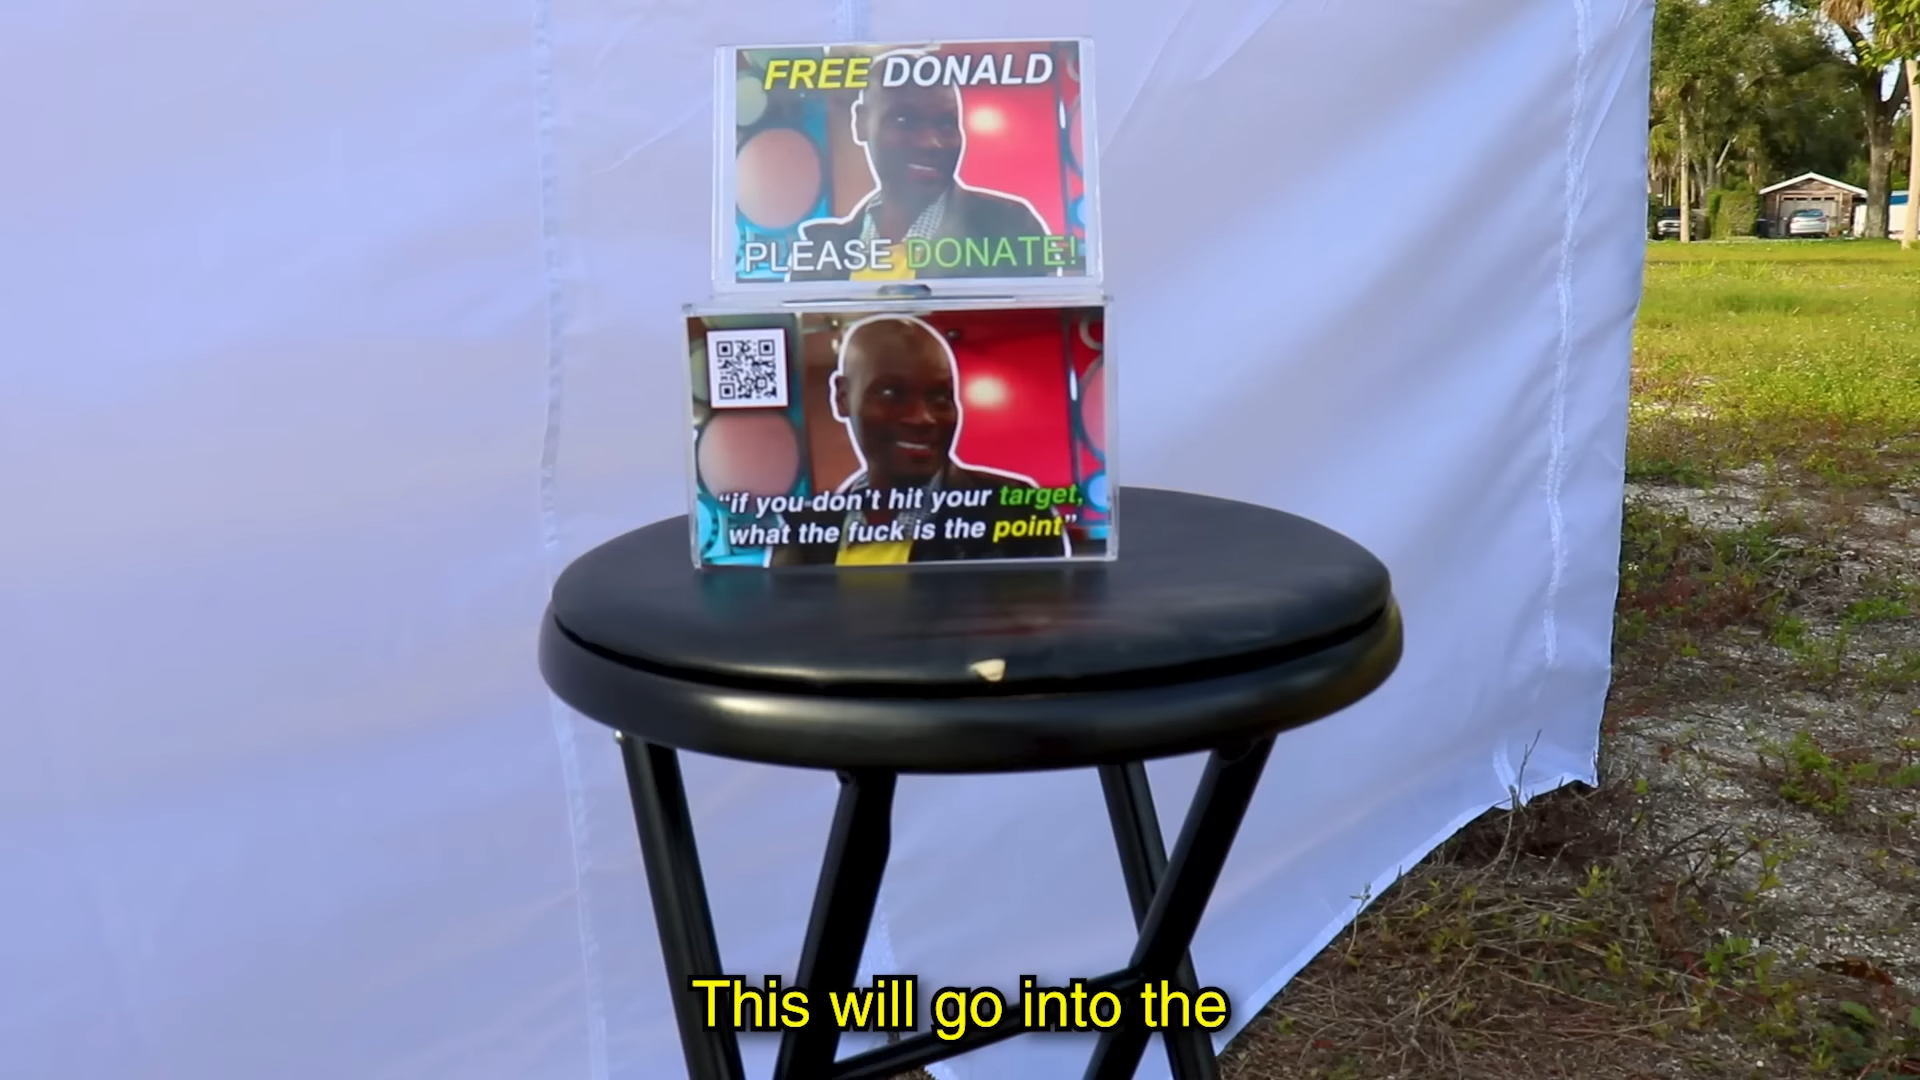 FREE DONALD
PLEASE DONATE!
“if you don’t hit your target,
what the fuck is the point”
This will go into the